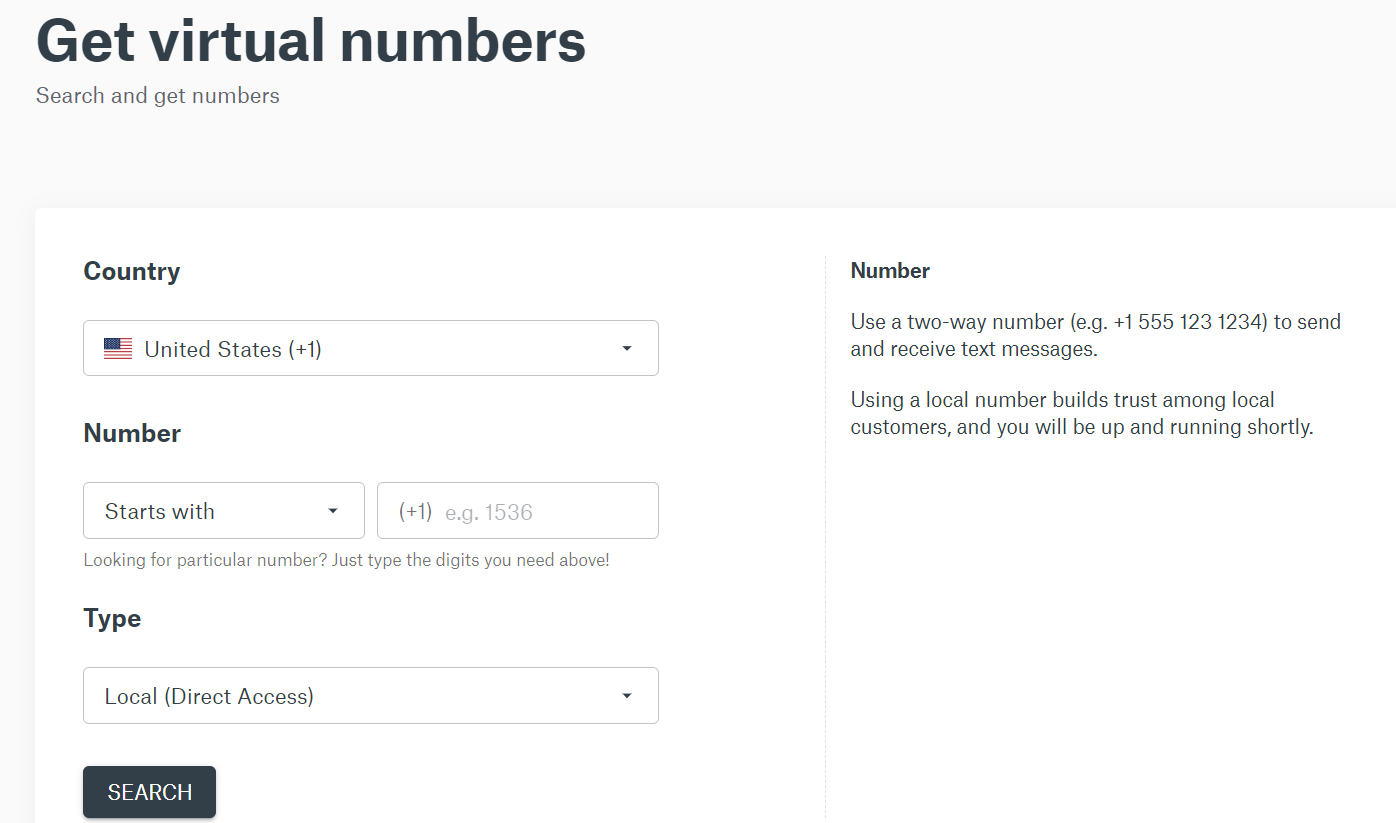 Get virtual numbers
Search and get numbers
Country
United States (+1)
Number
Starts with
(+1) e.g. 1536
Looking for particular number? Just type the digits you need above!
Type
Local (Direct Access)
SEARCH
Number
Use a two-way number (e.g. +1 555 123 1234) to send
and receive text messages.
Using a local number builds trust among local
customers, and you will be up and running shortly.